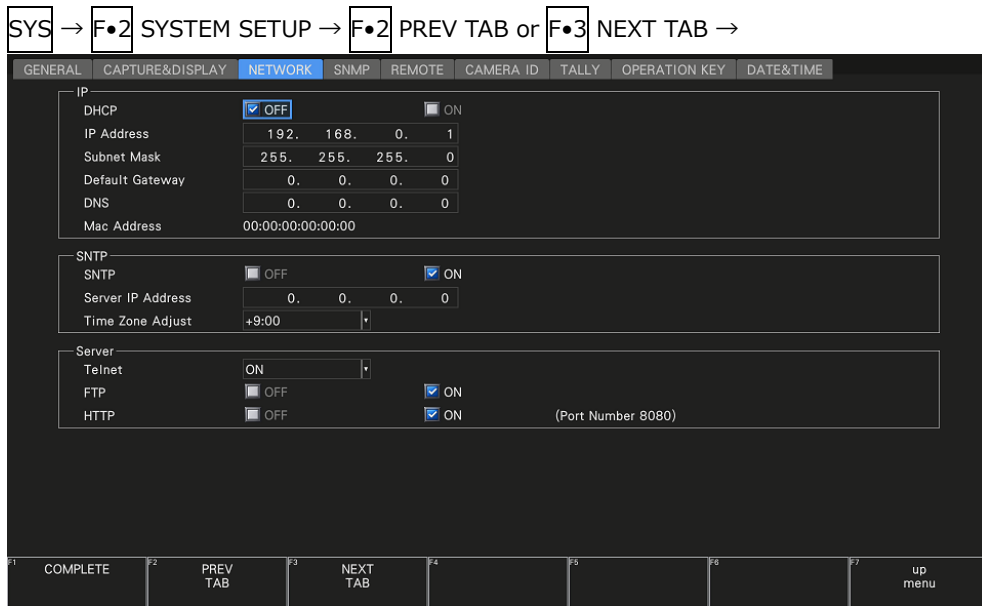 SYS → F•2 SYSTEM SETUP → F•2 PREV TAB or F•3 NEXT TAB →
GENERAL CAPTURE&DISPLAY NETWORK SNMP REMOTE CAMERA ID TALLY OPERATION KEY DATE&TIME
IP
DHCP OFF ON
IP Address 192. 168. 0. 1
Subnet Mask 255. 255. 255. 0
Default Gateway 0. 0. 0. 0
DNS 0. 0. 0. 0
Mac Address 00:00:00:00:00:00
SNTP
SNTP OFF ON
Server IP Address 0. 0. 0. 0
Time Zone Adjust +9:00
Server
Telnet ON
FTP OFF ON
HTTP OFF ON (Port Number 8080)
F1 COMPLETE F2 PREV F3 NEXT F4 F5 F6 F7 up
TAB TAB menu